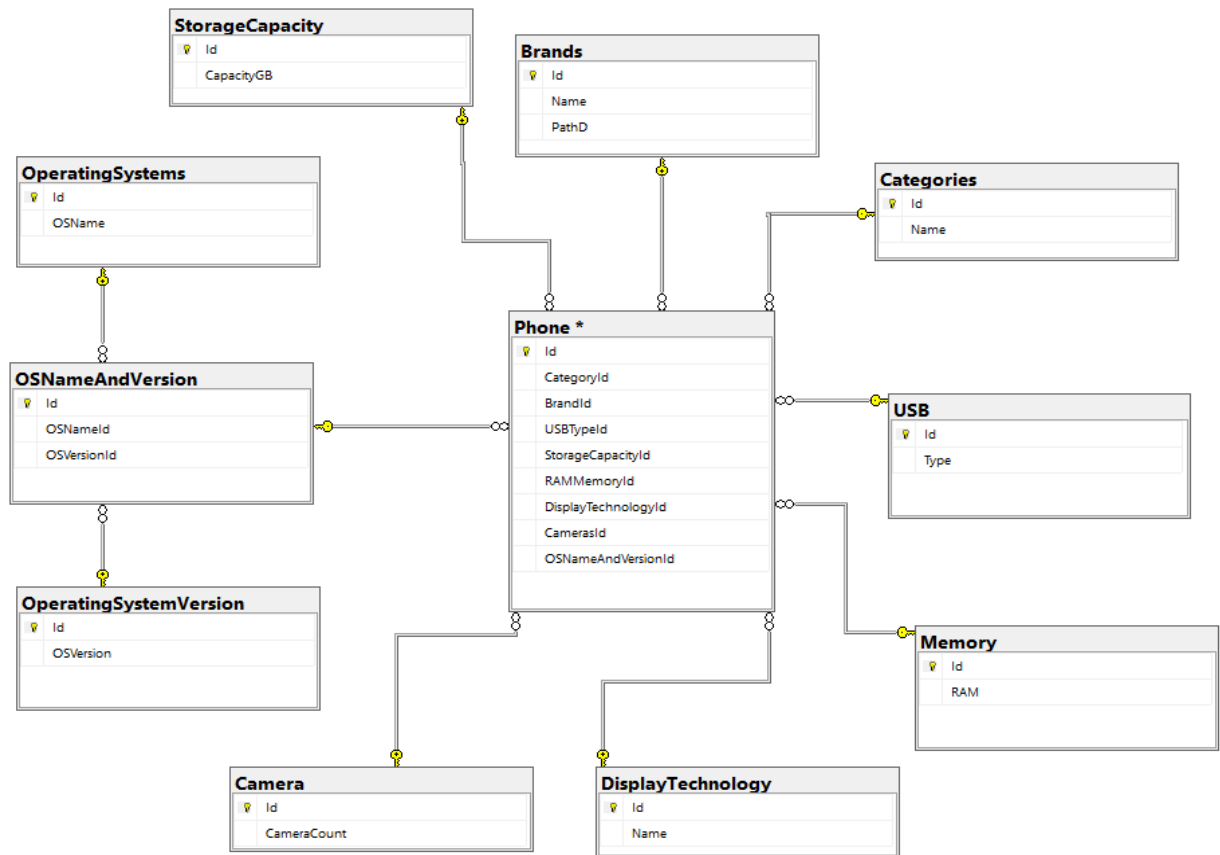 StorageCapacity
Id
CapacityGB
Brands
Id
Name
PathD
OperatingSystems
Id
OSName
Categories
Id
Name
Phone *
Id
CategoryId
BrandId
USBTypeId
StorageCapacityId
RAMMemoryId
DisplayTechnologyId
CamerasId
OSNameAndVersionId
OSNameAndVersion
Id
OSNameId
OSVersionId
USB
Id
Type
OperatingSystemVersion
Id
OSVersion
Memory
Id
RAM
Camera
Id
CameraCount
DisplayTechnology
Id
Name